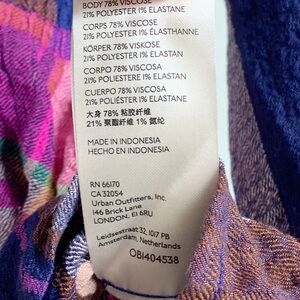 BODY 78% VISCOSE
21% POLYESTER 1% ELASTANE
CORPS 78% VISCOSE
21% POLYESTER 1% ÉLASTHANNE
KÖRPER 78% VISKOSE
21% POLYESTER 1% ELASTAN
CORPO 78% VISCOSA
21% POLIESTERE 1% ELASTAN
CUERPO 78% VISCOSA
21% POLIÉSTER 1% ELASTANE
大身 78% 粘胶纤维
21% 聚酯纤维 1% 氨纶
MADE IN INDONESIA
HECHO EN INDONESIA
RN 66170
CA 32054
Urban Outfitters, Inc.
146 Brick Lane
LONDON, E1 6RU
Leidsestraat 32, 1017 PB
Amsterdam, Netherlands
OB1404538